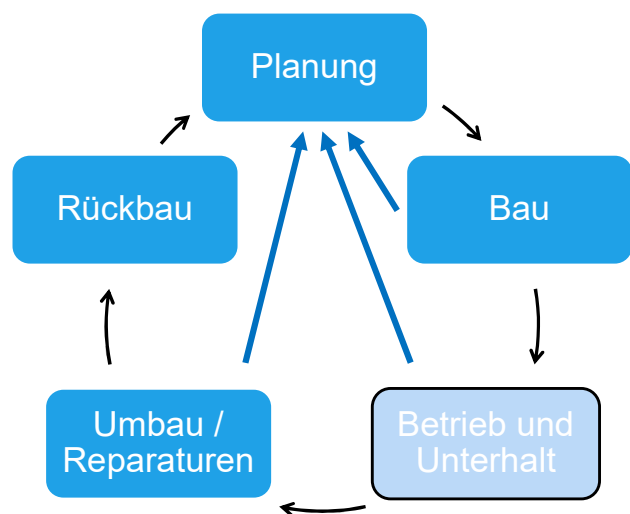 Planung
Rückbau
Bau
Umbau /
Reparaturen
Betrieb und
Unterhalt